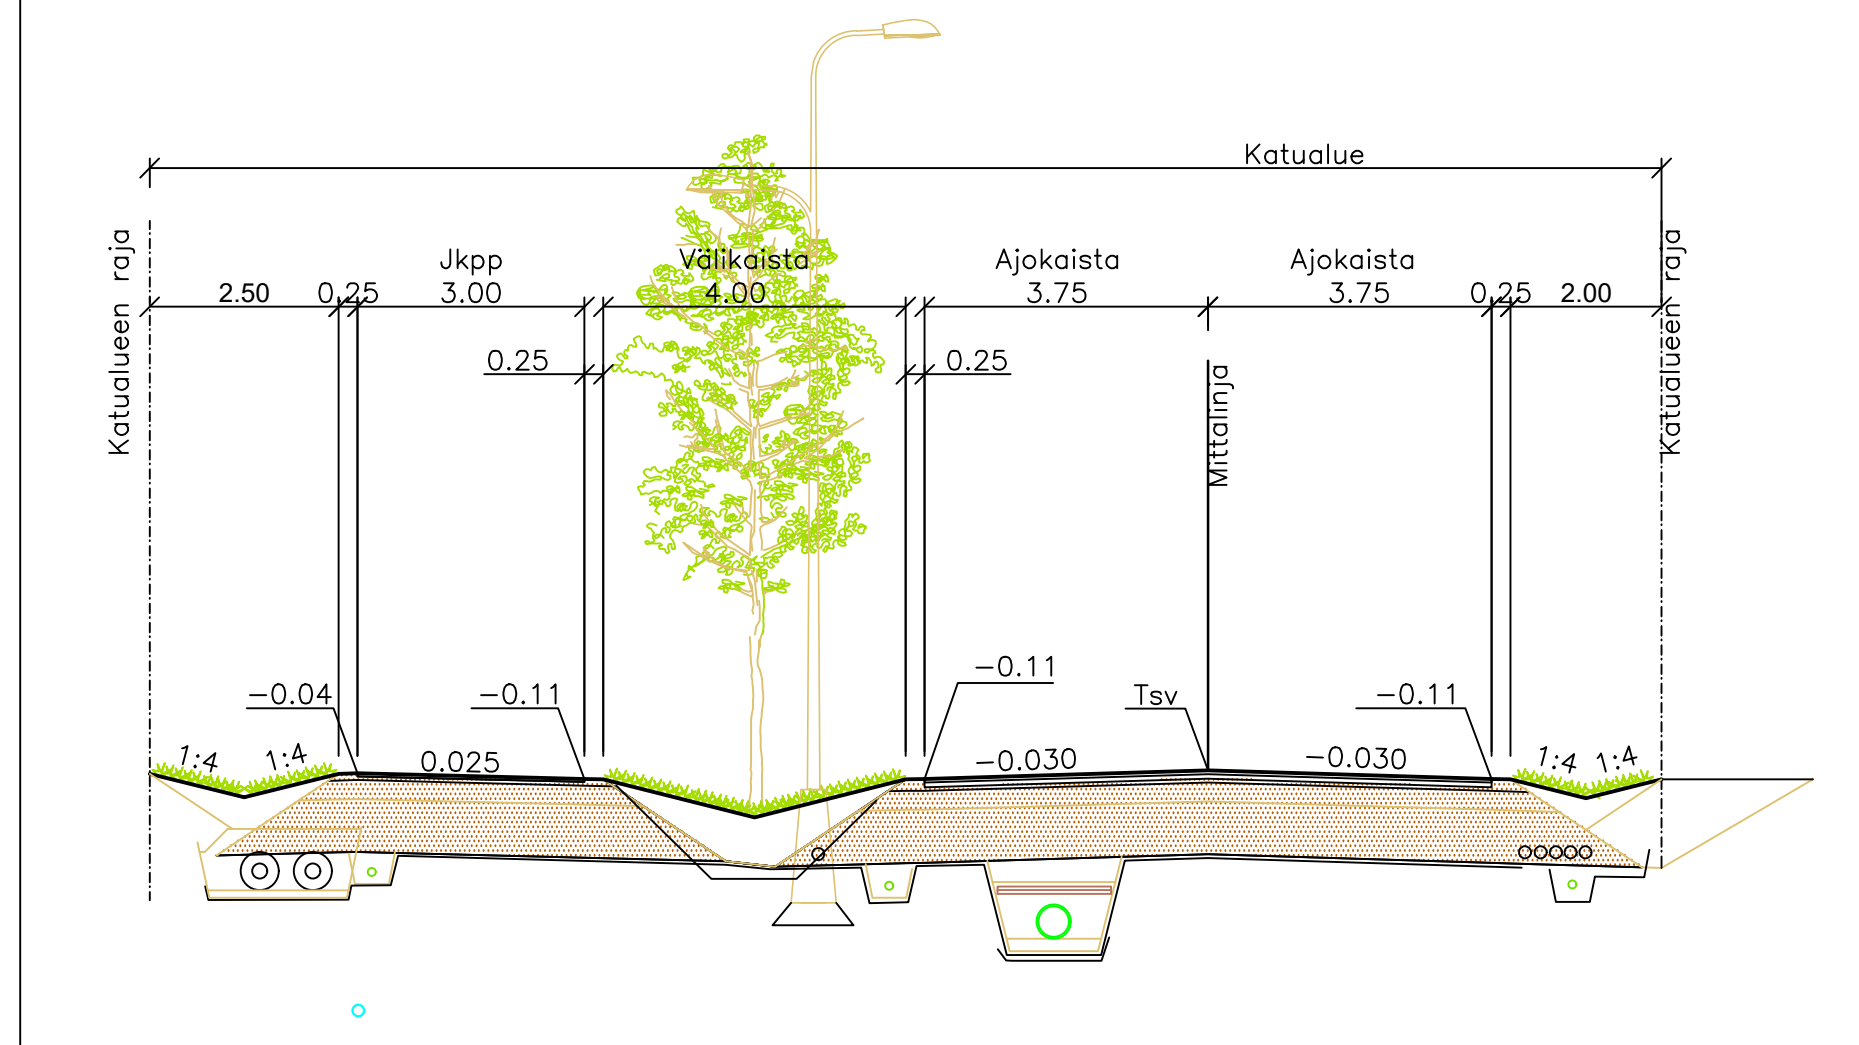 Katualue
Katualueen raja
Jkpp
Välikaista
Ajokaista
Ajokaista
Katualueen raja
2.50
0.25
3.00
4.00
3.75
3.75
0.25
2.00
0.25
0.25
Mittalinja
-0.04
-0.11
-0.11
Tsv
-0.11
1:4
1:4
0.025
-0.030
-0.030
1:4
1:4